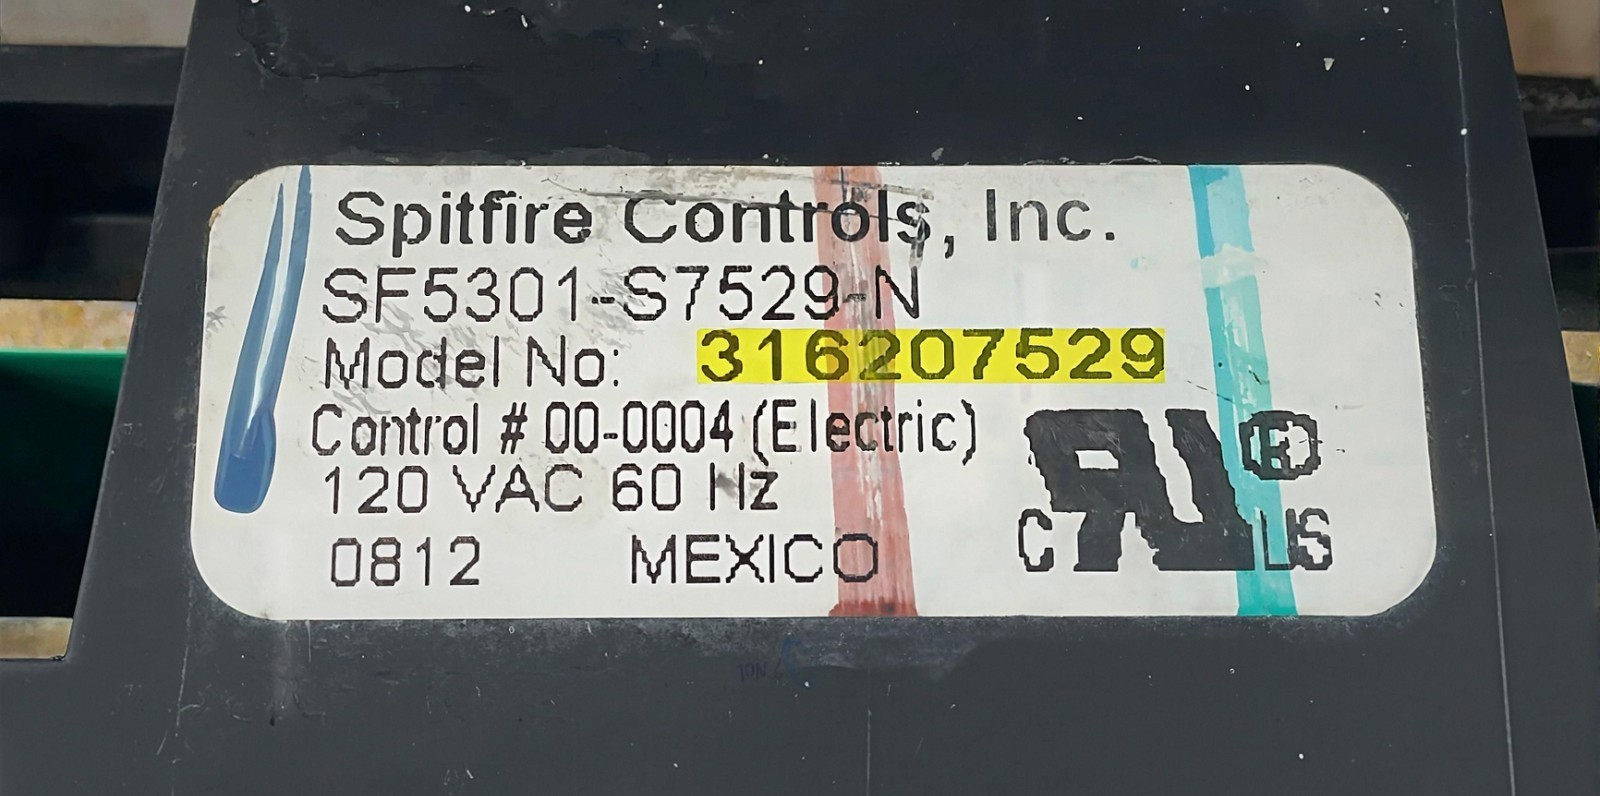 Spitfire Controls, Inc.
SF5301-S7529-N
Model No: 316207529
Control # 00-0004 (Electric)
120 VAC 60 Hz
0812 MEXICO
C US